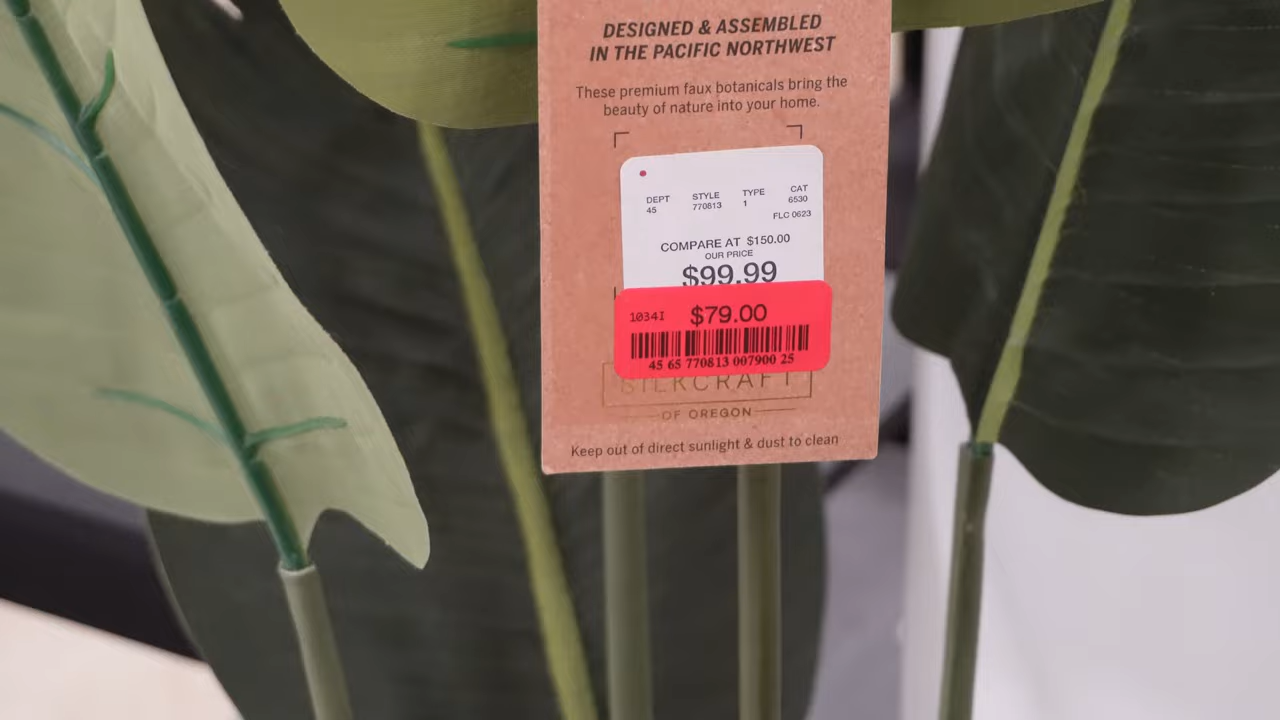 DESIGNED & ASSEMBLED
IN THE PACIFIC NORTHWEST
These premium faux botanicals bring the
beauty of nature into your home.
DEPT STYLE TYPE CAT
45 770813 1 6530
FLC 0623
COMPARE AT $150.00
OUR PRICE
$99.99
1034I $79.00
45 65 770813 007900 25
SILKCRAFT
OF OREGON
Keep out of direct sunlight & dust to clean